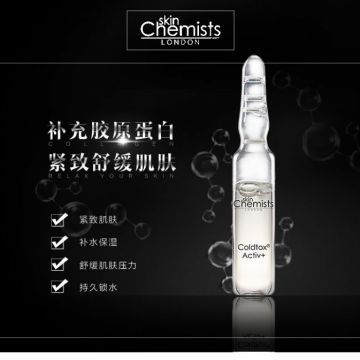 skin
Chemists
LONDON
补充胶原蛋白
COLLAGEN
紧致舒缓肌肤
RELAX YOUR SKIN
紧致肌肤
补水保湿
舒缓肌肤压力
持久锁水
skin
Chemists
LONDON
Coldtox®
Activ+